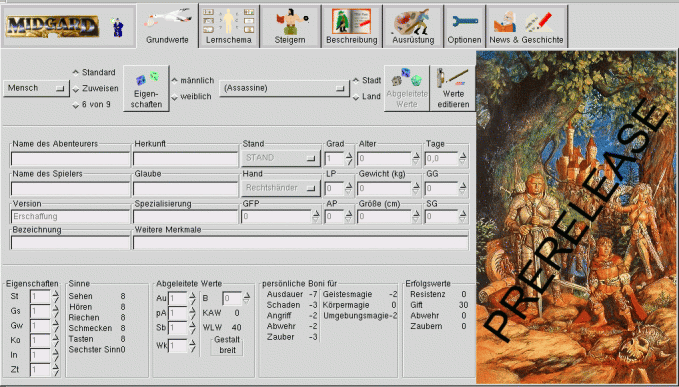 MIDGARD
Grundwerte Lernschema Steigern Beschreibung Ausrüstung Optionen News & Geschichte
Mensch
Standard
Zuweisen
6 von 9
Eigen-
schaften
männlich
weiblich
(Assassine)
Stadt
Land
Abgeleitete
Werte
Werte
editieren
Name des Abenteurers Herkunft Stand Grad Alter Tage
STAND 1 0 0,0
Name des Spielers Glaube Hand LP Gewicht (kg) GG
Rechtshänder 0 0 0
Version Spezialisierung GFP AP Größe (cm) SG
Erschaffung 0 0 0 0
Bezeichnung Weitere Merkmale
Eigenschaften
St 1
Gs 1
Gw 1
Ko 1
In 1
Zt 1
Sinne
Sehen 8
Hören 8
Riechen 8
Schmecken 8
Tasten 8
Sechster Sinn0
Abgeleitete Werte
Au 1 B 0
pA 1 KAW 0
Sb 1 WLW 40
Wk 1 Gestalt
breit
persönliche Boni für
Ausdauer -7 Geistesmagie -2
Schaden -3 Körpermagie 0
Angriff -2 Umgebungsmagie-2
Abwehr -2
Zauber -3
Erfolgswerte
Resistenz 0
Gift 30
Abwehr 0
Zaubern 0
PRERELEASE